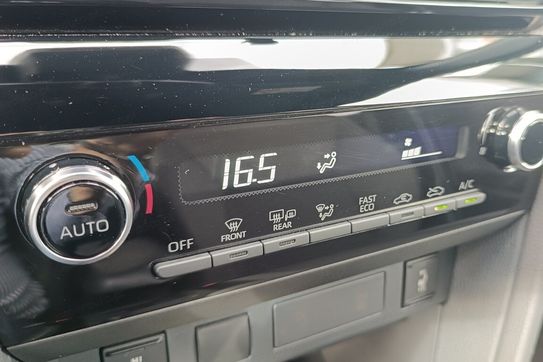 16.5
AUTO
OFF
FRONT
REAR
FAST
ECO
A/C